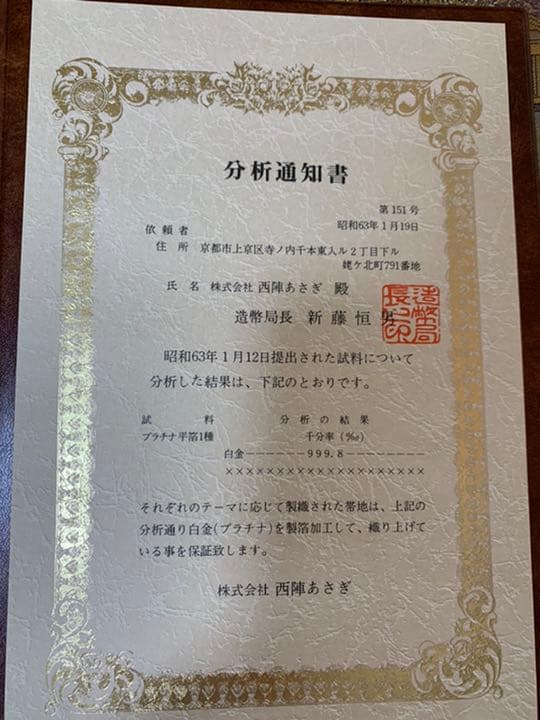 分析通知書
第151号
昭和63年1月19日
依頼者
住所 京都市上京区寺ノ内千本東入ル2丁目下ル
姥ケ北町791番地
氏名 株式会社 西陣あさぎ 殿
造幣局長 新藤恒男
造幣局長之印
昭和63年1月12日提出された試料について
分析した結果は、下記のとおりです。
試料 分析の結果
プラチナ平箔1種 千分率(‰)
白金-------999.8---------
××××××××××××××××××××
それぞれのテーマに応じて製織された帯地は、上記の
分析通り白金(プラチナ)を製箔加工して、織り上げて
いる事を保証致します。
株式会社 西陣あさぎ